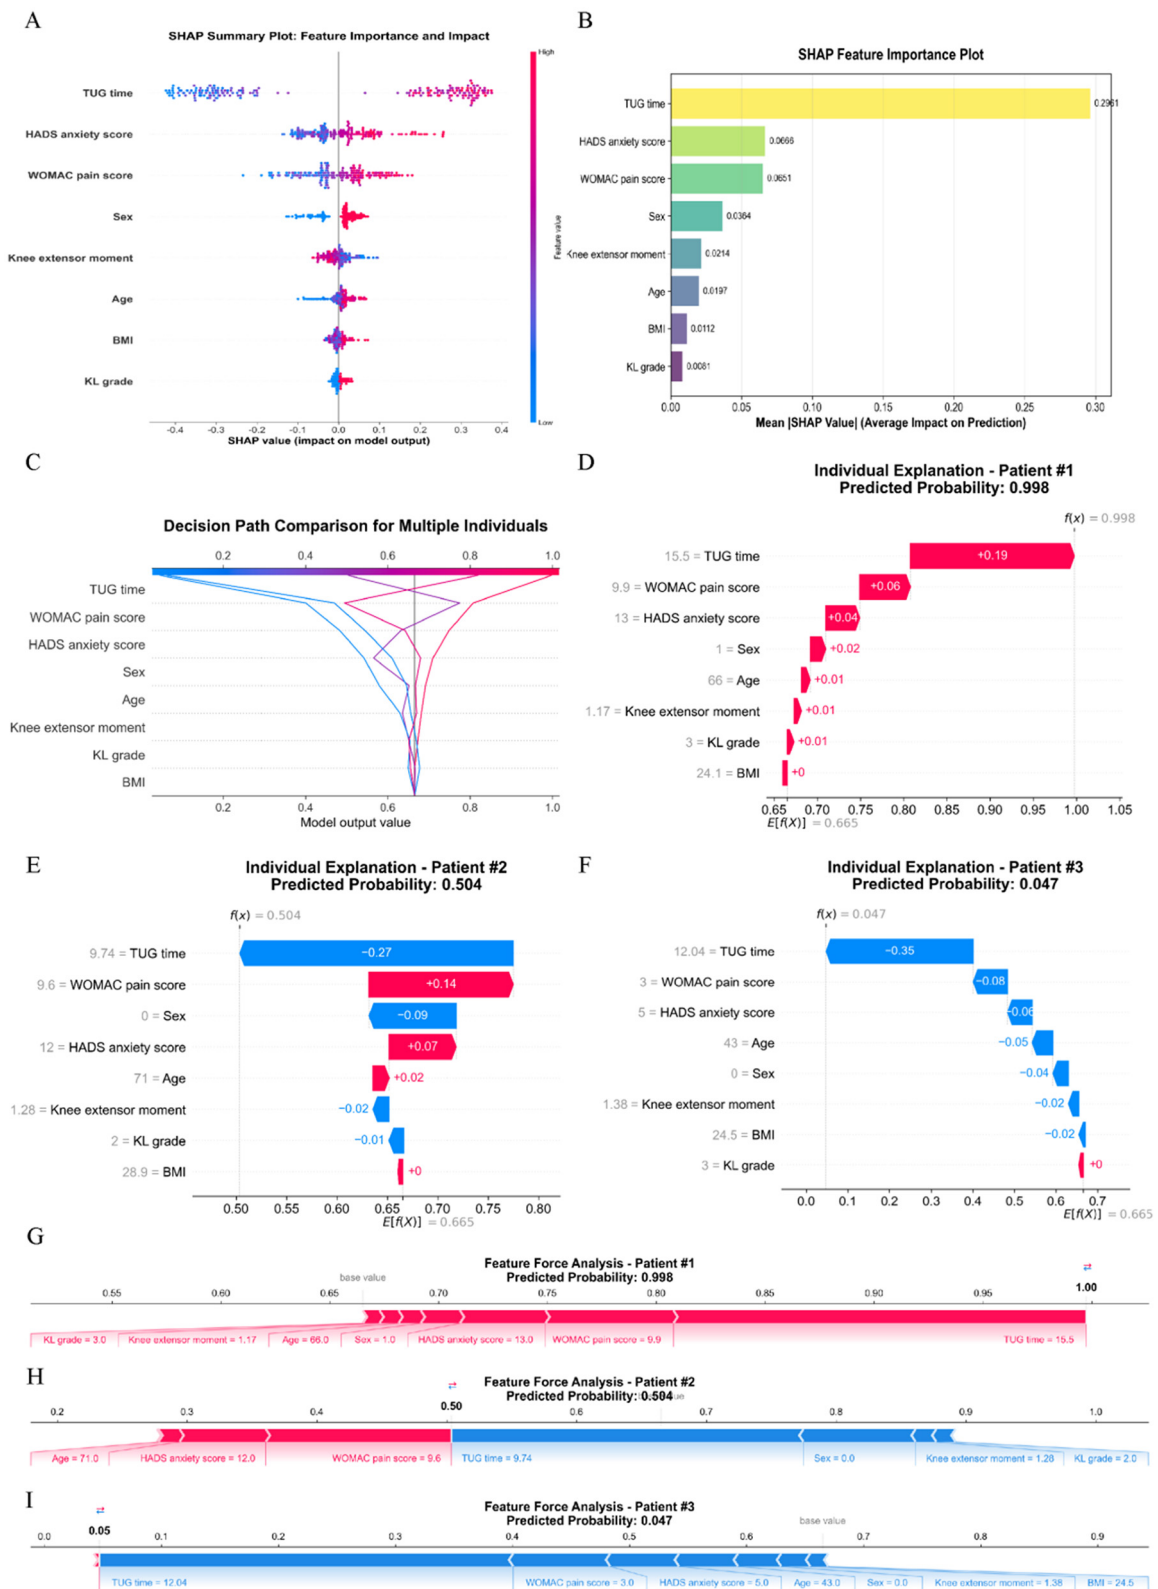 A
SHAP Summary Plot: Feature Importance and Impact
High
TUG time
HADS anxiety score
WOMAC pain score
Sex
Knee extensor moment
Age
BMI
KL grade
Feature value
Low
-0.4 -0.3 -0.2 -0.1 0.0 0.1 0.2 0.3 0.4
SHAP value (impact on model output)
B
SHAP Feature Importance Plot
TUG time 0.2961
HADS anxiety score 0.0666
WOMAC pain score 0.0651
Sex 0.0364
Knee extensor moment 0.0214
Age 0.0197
BMI 0.0112
KL grade 0.0081
0.00 0.05 0.10 0.15 0.20 0.25 0.30
Mean |SHAP Value| (Average Impact on Prediction)
C
Decision Path Comparison for Multiple Individuals
0.2 0.4 0.6 0.8 1.0
TUG time
WOMAC pain score
HADS anxiety score
Sex
Age
Knee extensor moment
KL grade
BMI
0.2 0.4 0.6 0.8 1.0
Model output value
D
Individual Explanation - Patient #1
Predicted Probability: 0.998
f(x) = 0.998
15.5 = TUG time +0.19
9.9 = WOMAC pain score +0.06
13 = HADS anxiety score +0.04
1 = Sex +0.02
66 = Age +0.01
1.17 = Knee extensor moment +0.01
3 = KL grade +0.01
24.1 = BMI +0
0.65 0.70 0.75 0.80 0.85 0.90 0.95 1.00 1.05
E[f(X)] = 0.665
E
Individual Explanation - Patient #2
Predicted Probability: 0.504
f(x) = 0.504
9.74 = TUG time −0.27
9.6 = WOMAC pain score +0.14
0 = Sex −0.09
12 = HADS anxiety score +0.07
71 = Age +0.02
1.28 = Knee extensor moment −0.02
2 = KL grade −0.01
28.9 = BMI +0
0.50 0.55 0.60 0.65 0.70 0.75 0.80
E[f(X)] = 0.665
F
Individual Explanation - Patient #3
Predicted Probability: 0.047
f(x) = 0.047
12.04 = TUG time −0.35
3 = WOMAC pain score −0.08
5 = HADS anxiety score −0.06
43 = Age −0.05
0 = Sex −0.04
1.38 = Knee extensor moment −0.02
24.5 = BMI −0.02
3 = KL grade +0
0.0 0.1 0.2 0.3 0.4 0.5 0.6 0.7
E[f(X)] = 0.665
G
Feature Force Analysis - Patient #1
Predicted Probability: 0.998
base value
0.55 0.60 0.65 0.70 0.75 0.80 0.85 0.90 0.95 1.00
KL grade = 3.0 Knee extensor moment = 1.17 Age = 66.0 Sex = 1.0 HADS anxiety score = 13.0 WOMAC pain score = 9.9 TUG time = 15.5
H
Feature Force Analysis - Patient #2
Predicted Probability: 0.504
base value
0.2 0.3 0.4 0.50 0.6 0.7 0.8 0.9 1.0
Age = 71.0 HADS anxiety score = 12.0 WOMAC pain score = 9.6 TUG time = 9.74 Sex = 0.0 Knee extensor moment = 1.28 KL grade = 2.0
I
Feature Force Analysis - Patient #3
Predicted Probability: 0.047
base value
0.0 0.05 0.1 0.2 0.3 0.4 0.5 0.6 0.7 0.8 0.9
TUG time = 12.04 WOMAC pain score = 3.0 HADS anxiety score = 5.0 Age = 43.0 Sex = 0.0 Knee extensor moment = 1.38 BMI = 24.5